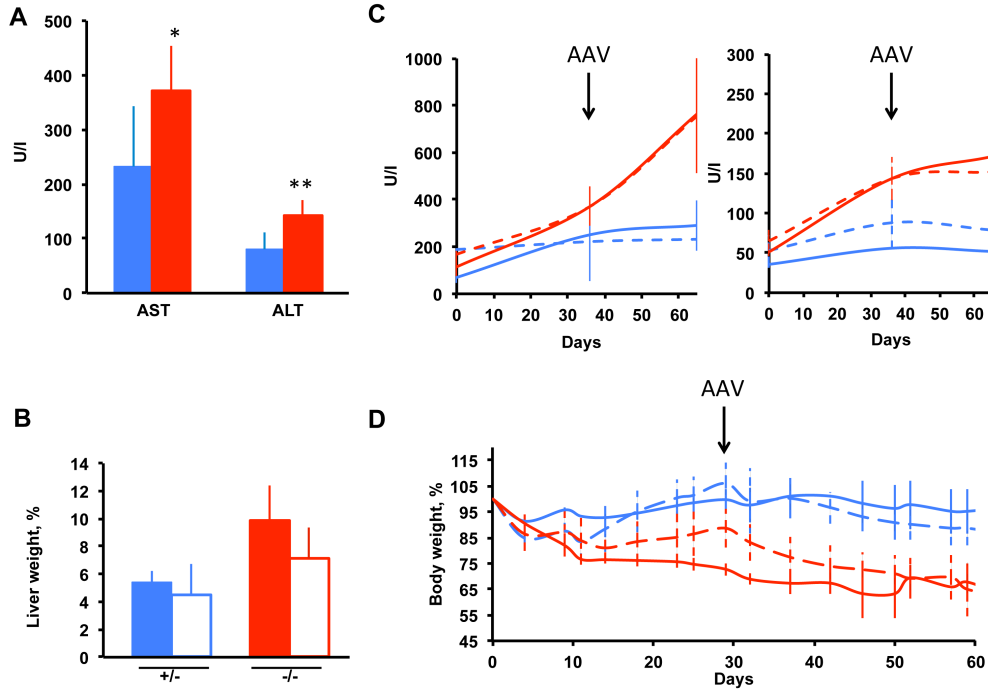 A
500
400
300
200
100
0
U/l
*
**
AST
ALT
C
AAV
1000
800
600
400
200
0
U/l
0 10 20 30 40 50 60
Days
AAV
300
250
200
150
100
50
0
U/l
0 10 20 30 40 50 60
Days
B
14
12
10
8
6
4
2
0
Liver weight, %
+/-
-/-
D
AAV
115
105
95
85
75
65
55
45
Body weight, %
0 10 20 30 40 50 60
Days